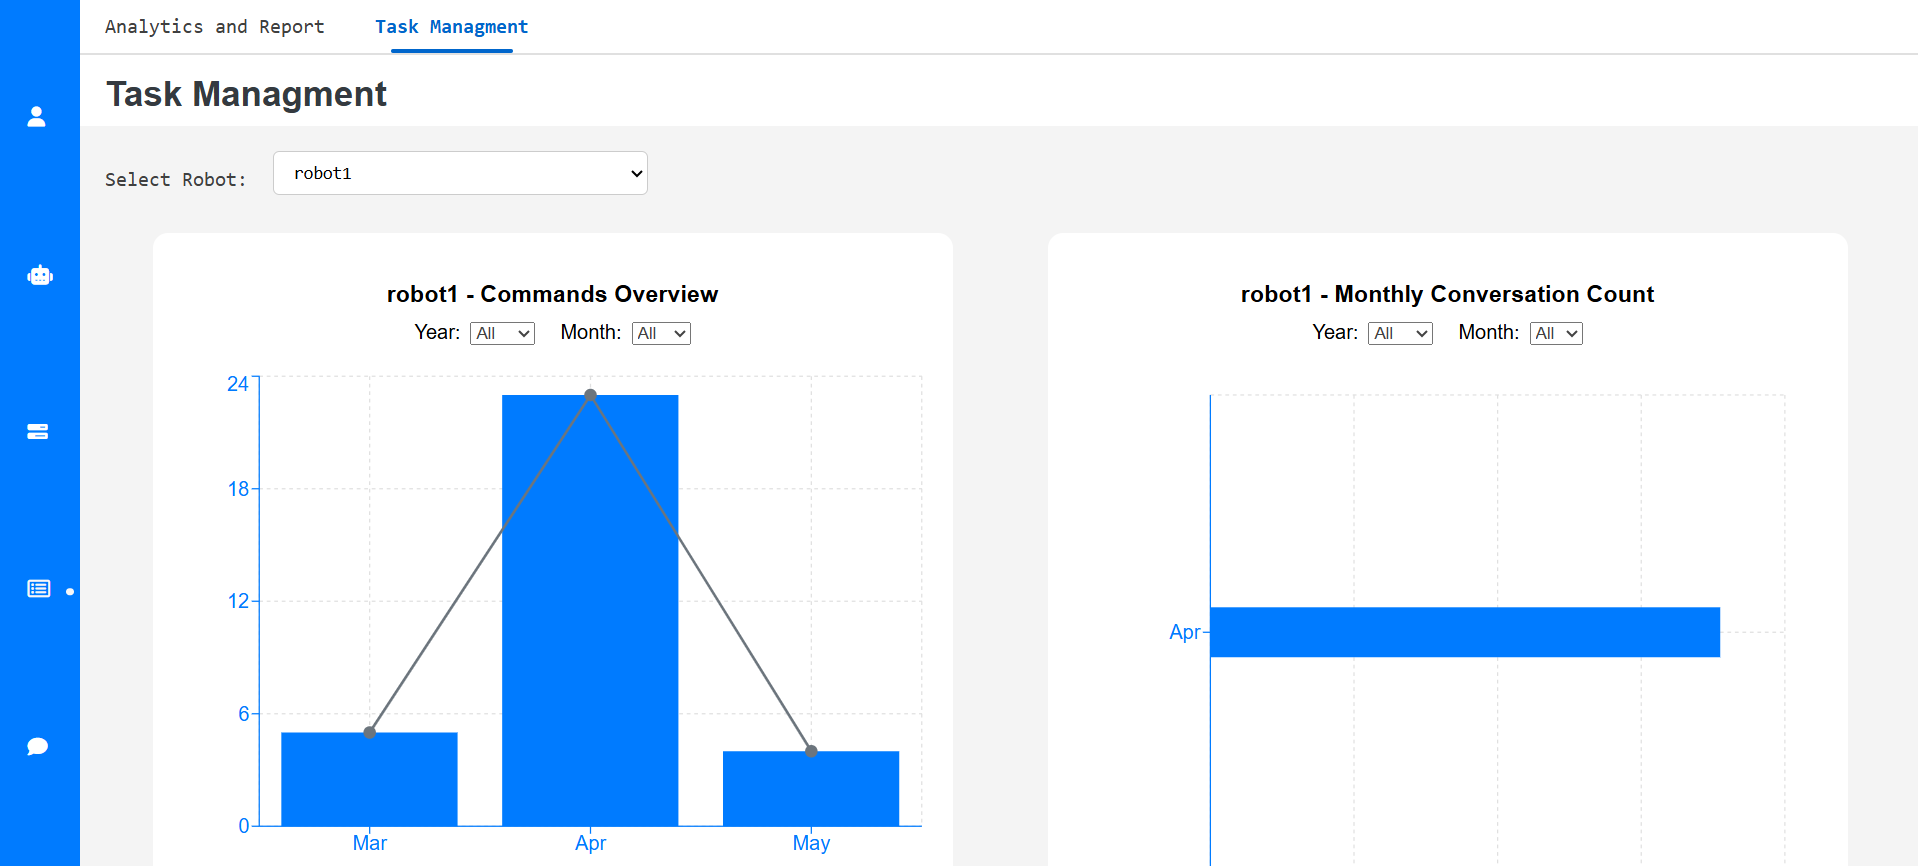 Analytics and Report
Task Managment
Task Managment
Select Robot:
robot1
robot1 - Commands Overview
Year: All Month: All
24
18
12
6
0
Mar Apr May
robot1 - Monthly Conversation Count
Year: All Month: All
Apr